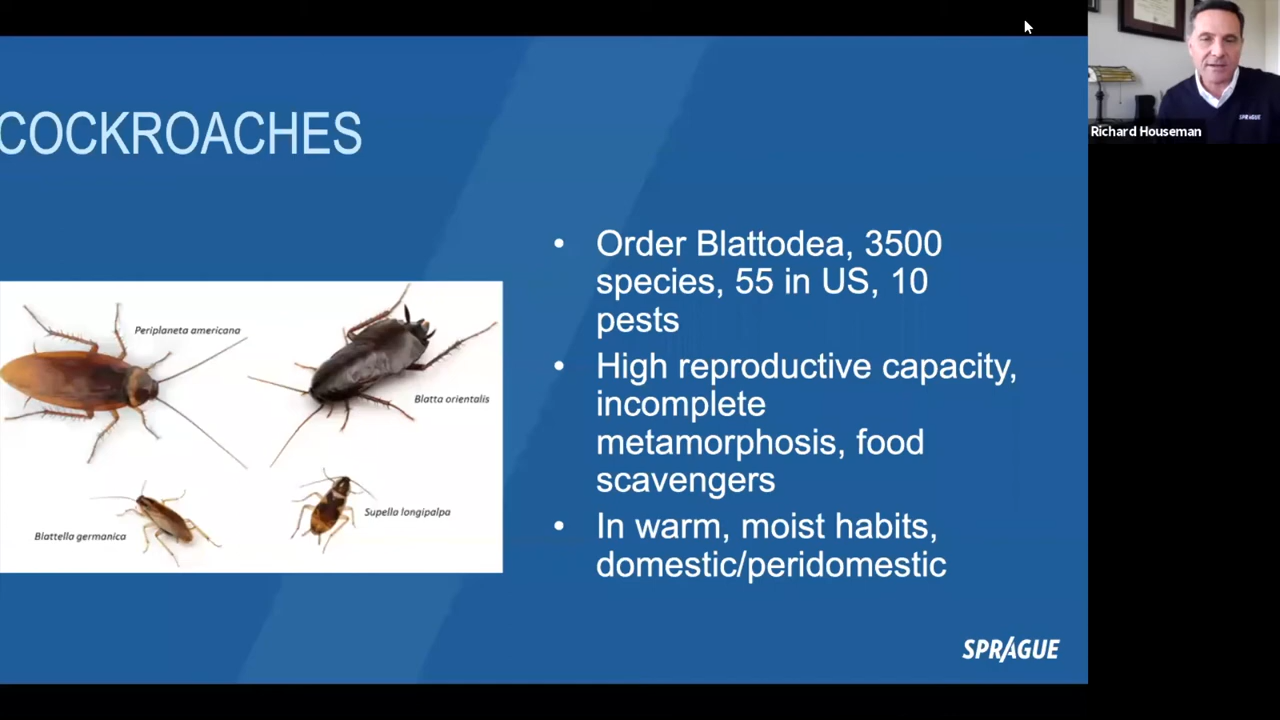 COCKROACHES
Periplaneta americana
Blatta orientalis
Blattella germanica
Supella longipalpa
• Order Blattodea, 3500
species, 55 in US, 10
pests
• High reproductive capacity,
incomplete
metamorphosis, food
scavengers
• In warm, moist habits,
domestic/peridomestic
SPRAGUE
SPRAGUE
Richard Houseman